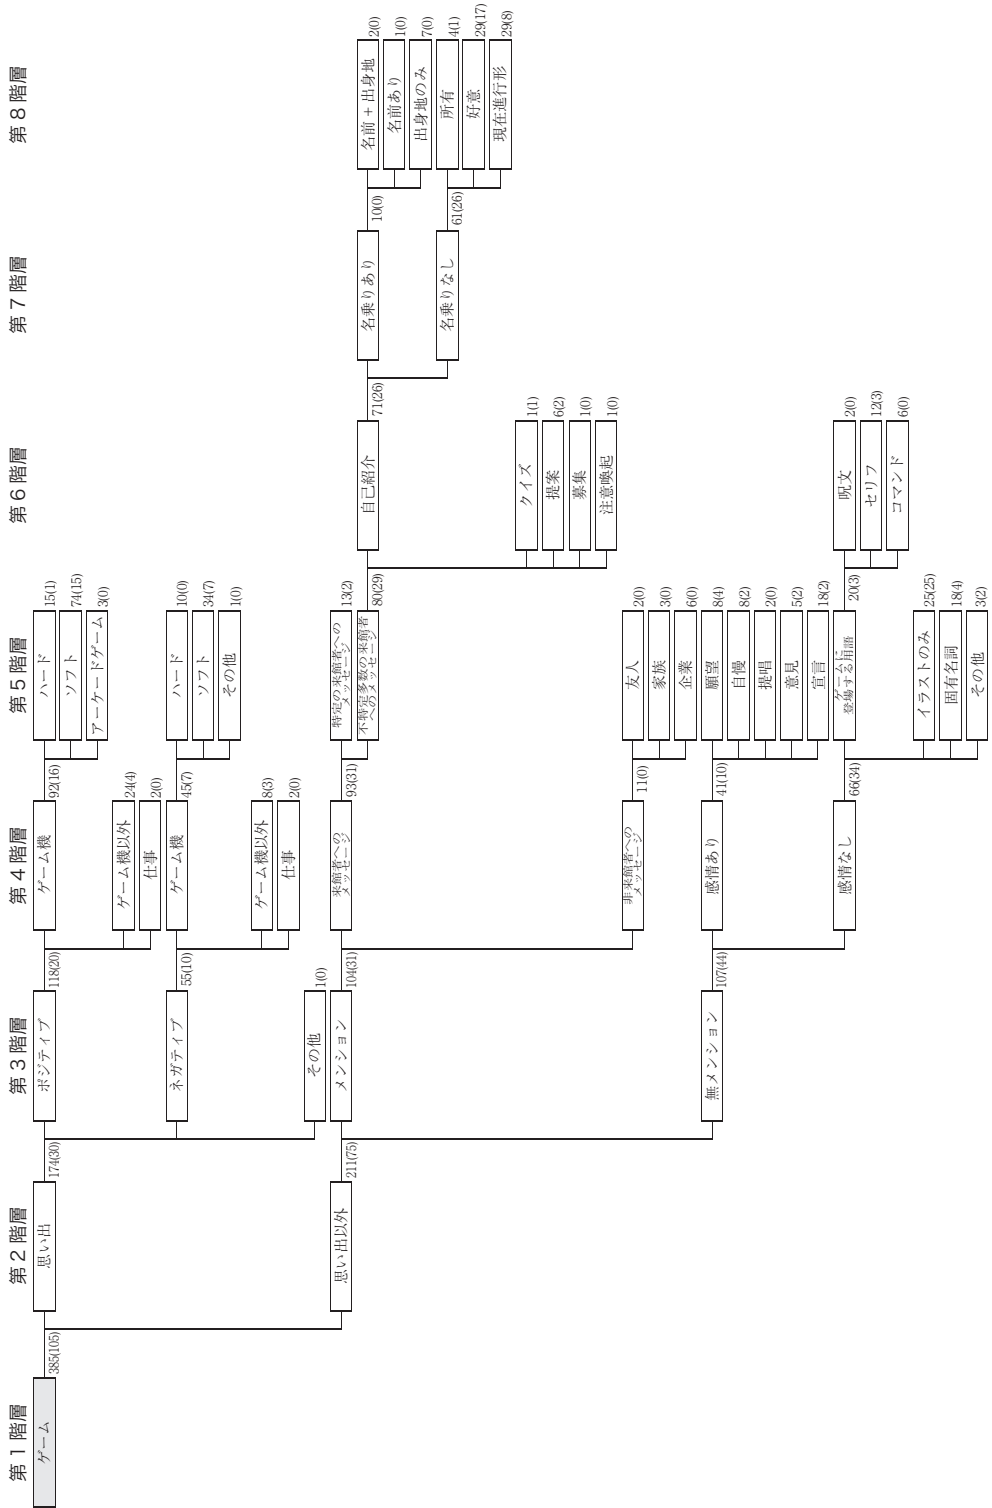 第1階層
第2階層
第3階層
第4階層
第5階層
第6階層
第7階層
第8階層
ゲーム
385(105)
思い出
174(30)
ポジティブ
118(20)
ゲーム機
92(16)
ハード
15(1)
ソフト
74(15)
アーケードゲーム
3(0)
ゲーム機以外
24(4)
仕事
2(0)
ネガティブ
55(10)
ゲーム機
45(7)
ハード
10(0)
ソフト
34(7)
その他
1(0)
ゲーム機以外
8(3)
仕事
2(0)
その他
1(0)
思い出以外
211(75)
メンション
104(31)
来館者への
メッセージ
93(31)
特定の来館者への
メッセージ
13(2)
不特定多数の来館者
へのメッセージ
80(29)
自己紹介
71(26)
名乗りあり
10(0)
名前+出身地
2(0)
名前あり
1(0)
出身地のみ
7(0)
名乗りなし
61(26)
所有
4(1)
好意
29(17)
現在進行形
29(8)
クイズ
1(1)
提案
6(2)
募集
1(0)
注意喚起
1(0)
非来館者への
メッセージ
11(0)
友人
2(0)
家族
3(0)
企業
6(0)
無メンション
107(44)
感情あり
41(10)
願望
8(4)
自慢
8(2)
提唱
2(0)
意見
5(2)
宣言
18(2)
感情なし
66(34)
ゲームに
登場する用語
20(3)
呪文
2(0)
セリフ
12(3)
コマンド
6(0)
イラストのみ
25(25)
固有名詞
18(4)
その他
3(2)